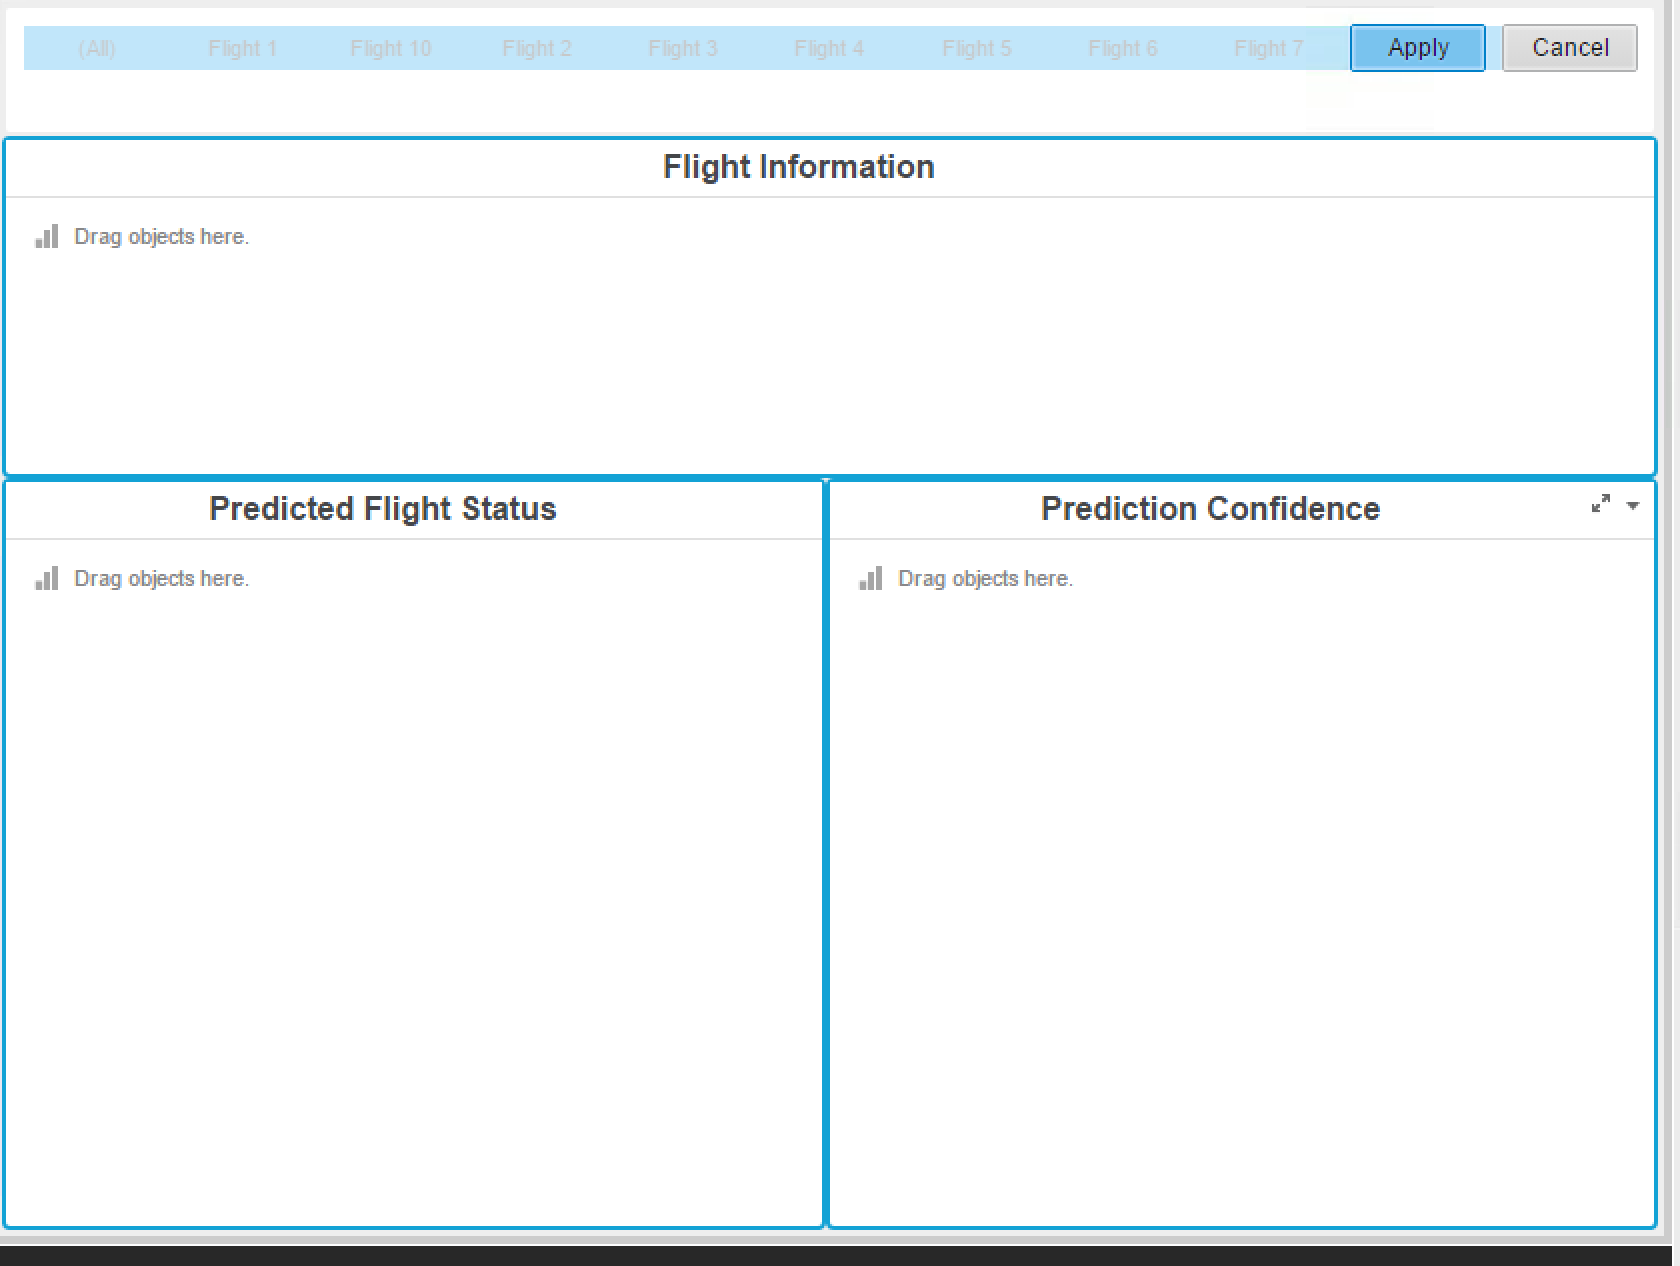 (All) Flight 1 Flight 10 Flight 2 Flight 3 Flight 4 Flight 5 Flight 6 Flight 7 Apply Cancel
Flight Information
Drag objects here.
Predicted Flight Status
Drag objects here.
Prediction Confidence
Drag objects here.